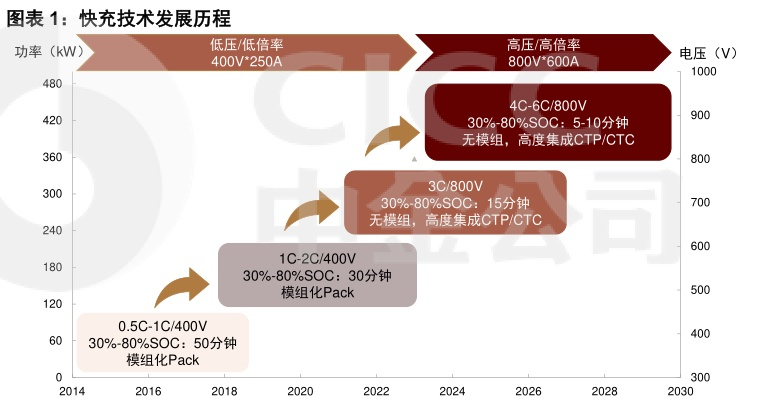 图表 1：快充技术发展历程
功率（kW）
低压/低倍率
400V*250A
高压/高倍率
800V*600A
电压（V）
480
420
360
300
240
180
120
60
0
1000
900
800
700
600
500
400
300
4C-6C/800V
30%-80%SOC：5-10分钟
无模组，高度集成CTP/CTC
3C/800V
30%-80%SOC：15分钟
无模组，高度集成CTP/CTC
1C-2C/400V
30%-80%SOC：30分钟
模组化Pack
0.5C-1C/400V
30%-80%SOC：50分钟
模组化Pack
2014 2016 2018 2020 2022 2024 2026 2028 2030
CICC
中金公司